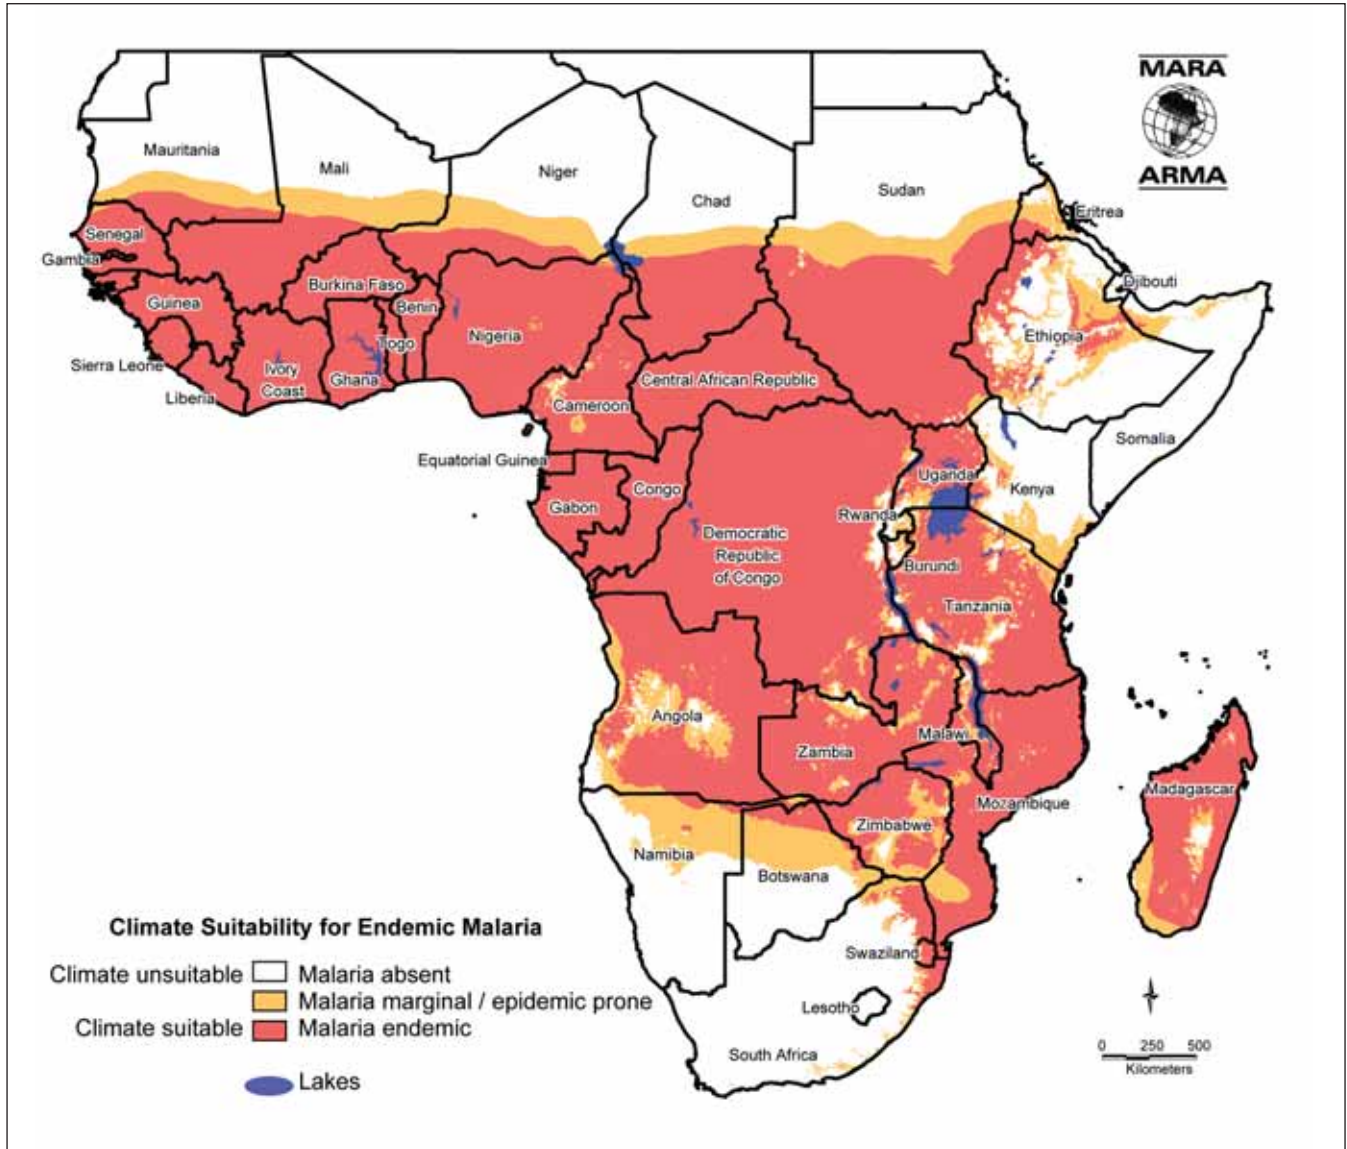 MARA
ARMA
Mauritania
Mali
Niger
Chad
Sudan
Eritrea
Senegal
Gambia
Burkina Faso
Djibouti
Guinea
Benin
Nigeria
Togo
Ethiopia
Sierra Leone
Ivory
Coast
Ghana
Central African Republic
Liberia
Cameroon
Somalia
Equatorial Guinea
Uganda
Kenya
Congo
Gabon
Rwanda
Democratic
Republic
of Congo
Burundi
Tanzania
Angola
Malawi
Zambia
Madagascar
Mozambique
Zimbabwe
Namibia
Botswana
Swaziland
Lesotho
South Africa
Climate Suitability for Endemic Malaria
Climate unsuitable Malaria absent
Malaria marginal / epidemic prone
Climate suitable Malaria endemic
Lakes
0 250 500
Kilometers